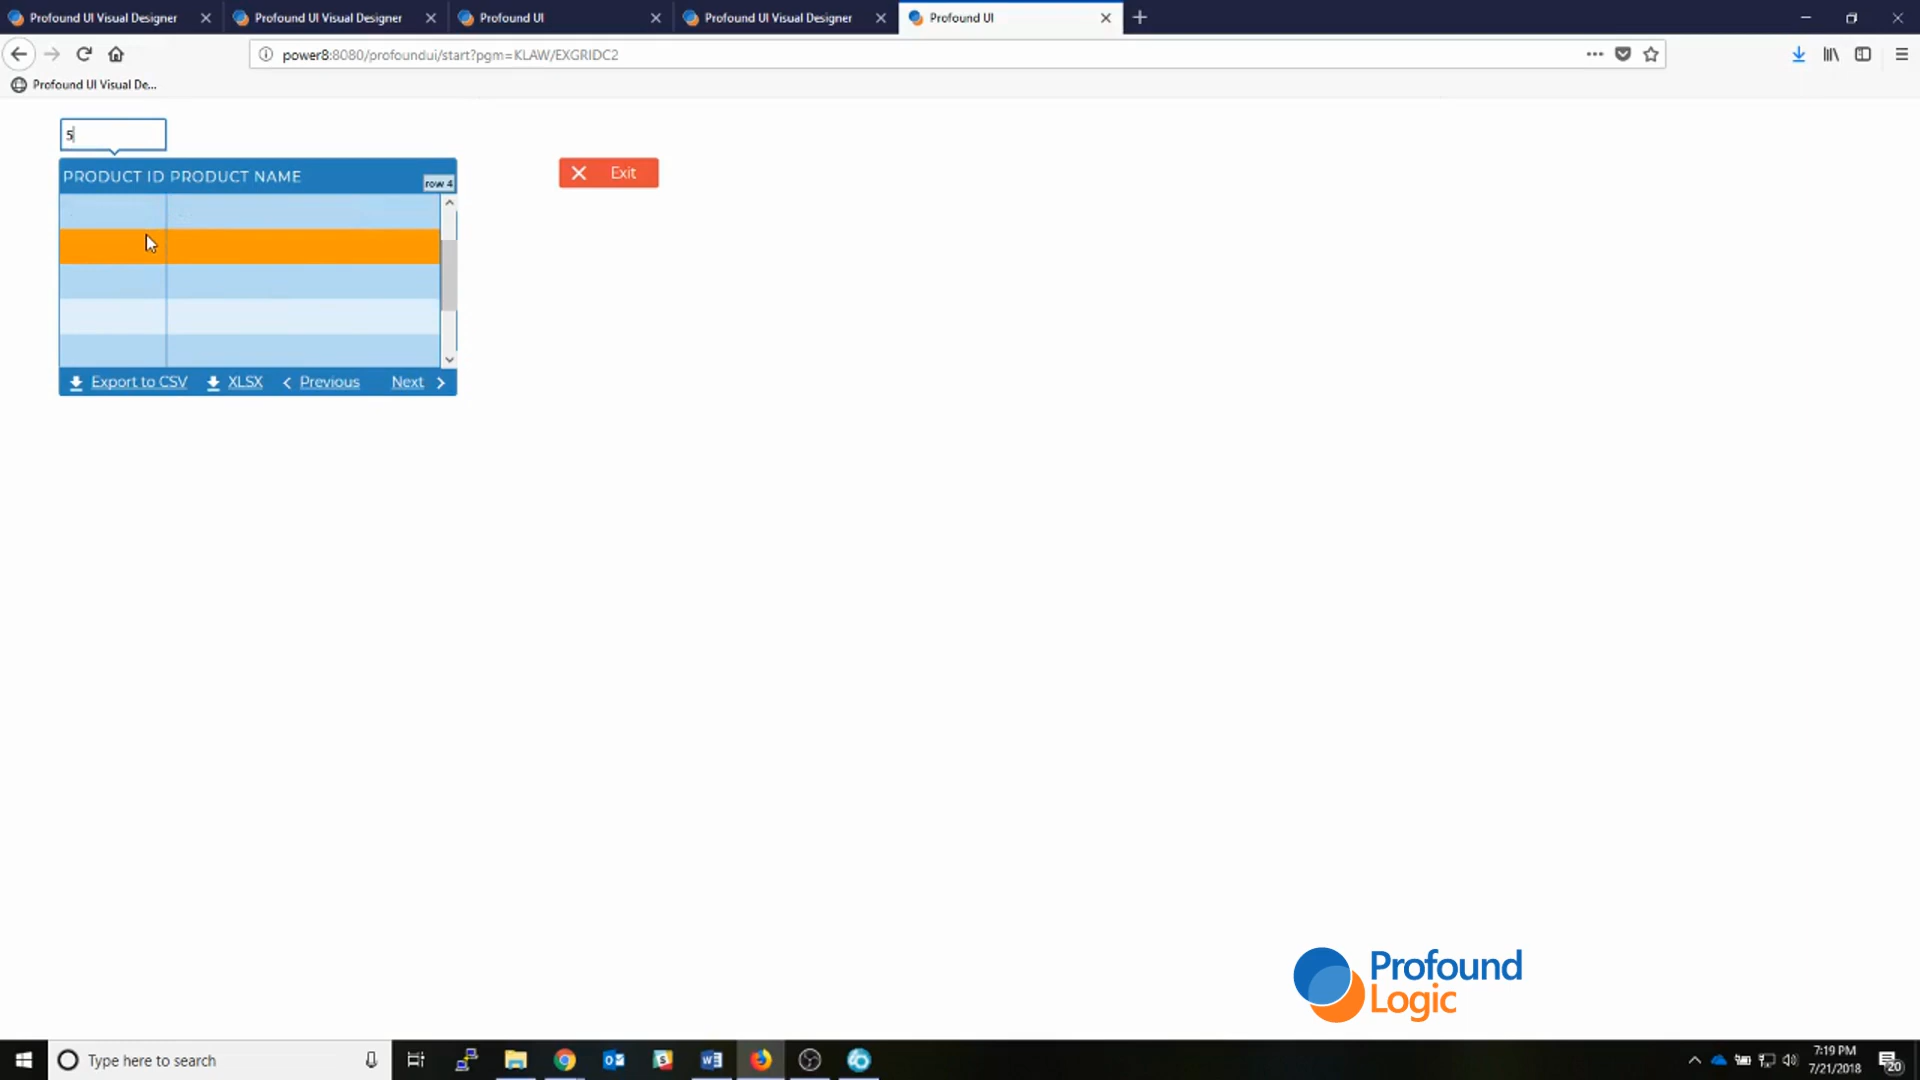 Profound UI Visual Designer
Profound UI Visual Designer
Profound UI
Profound UI Visual Designer
Profound UI
power8:8080/profoundui/start?pgm=KLAW/EXGRIDC2
Profound UI Visual De...
5
PRODUCT ID PRODUCT NAME
row 4
Exit
Export to CSV XLSX Previous Next
Profound
Logic
Type here to search
7:19 PM
7/21/2018
20